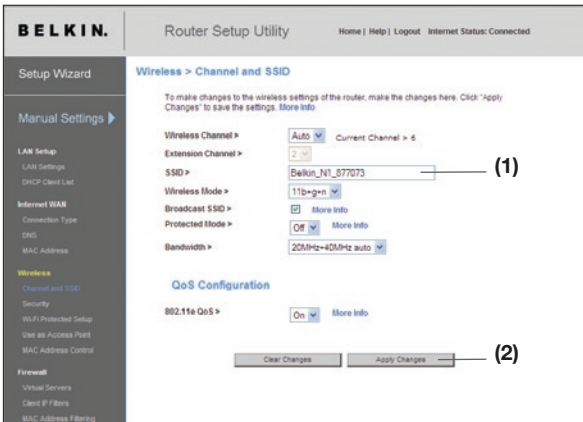 BELKIN.
Router Setup Utility
Home | Help | Logout Internet Status: Connected
Setup Wizard
Manual Settings
LAN Setup
LAN Settings
DHCP Client List
Internet WAN
Connection Type
DNS
MAC Address
Wireless
Channel and SSID
Security
Wi-Fi Protected Setup
Use as Access Point
MAC Address Control
Firewall
Virtual Servers
Client IP Filters
MAC Address Filtering
Wireless > Channel and SSID
To make changes to the wireless settings of the router, make the changes here. Click "Apply
Changes" to save the settings. More Info
Wireless Channel > Auto Current Channel > 6
Extension Channel > 2
SSID > Belkin_N1_877073 (1)
Wireless Mode > 11b+g+n
Broadcast SSID > More Info
Protected Mode > Off More Info
Bandwidth > 20MHz+40MHz auto
QoS Configuration
802.11e QoS > On More Info
Clear Changes Apply Changes (2)